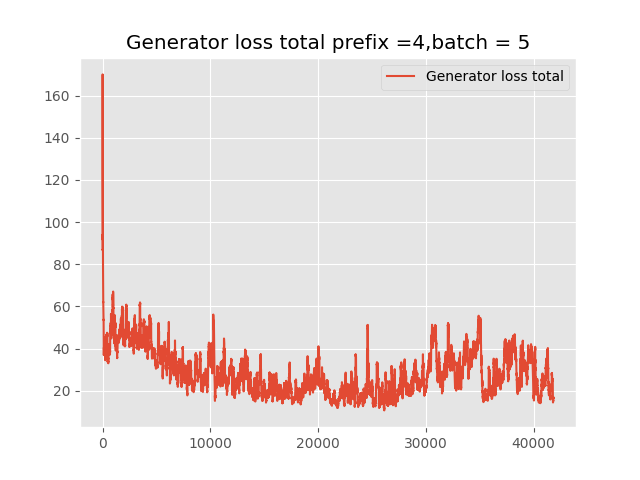 Generator loss total prefix =4,batch = 5
Generator loss total
160
140
120
100
80
60
40
20
0 10000 20000 30000 40000